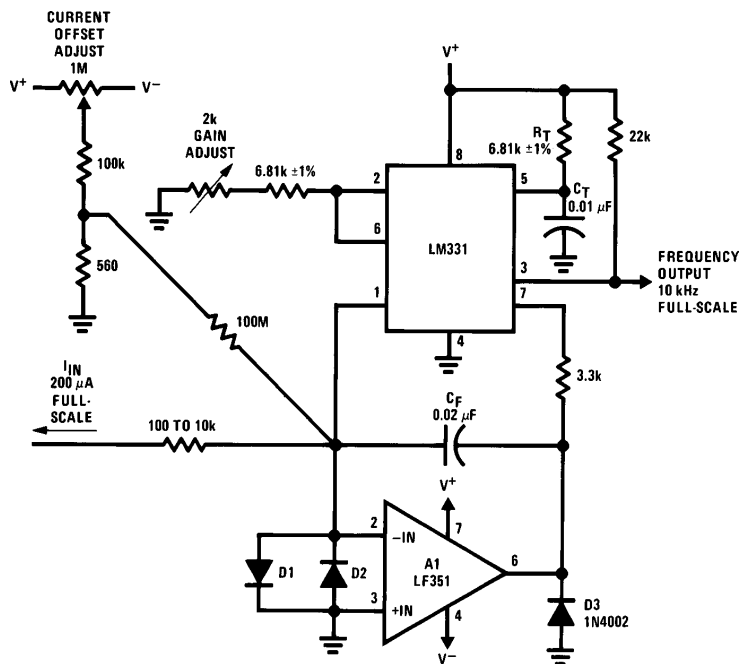 CURRENT
OFFSET
ADJUST
1M
V+
V−
100k
560
2k
GAIN
ADJUST
6.81k ±1%
V+
8
RT
6.81k ±1%
22k
2
5
CT
0.01 μF
6
LM331
3
FREQUENCY
OUTPUT
10 kHz
FULL-SCALE
1
7
4
100M
3.3k
IIN
200 μA
FULL-
SCALE
100 TO 10k
CF
0.02 μF
V+
7
2
−IN
D1
D2
A1
LF351
6
3
+IN
4
V−
D3
1N4002